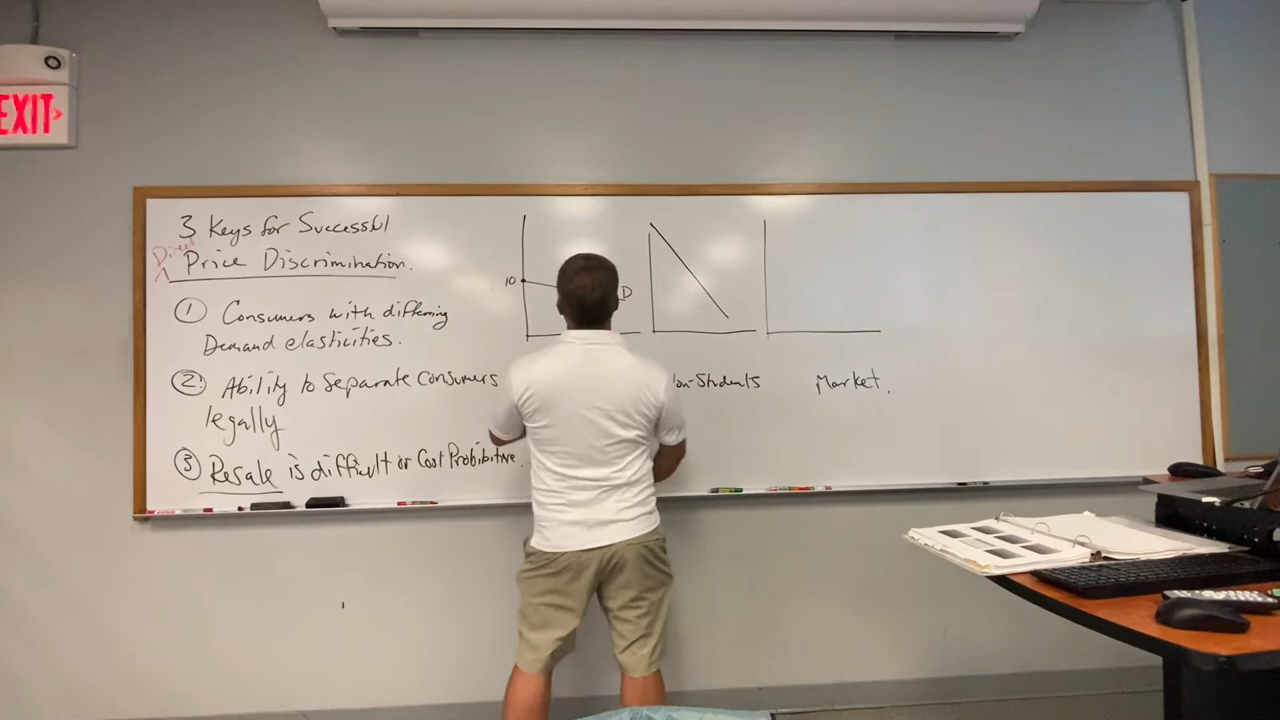 EXIT
3 Keys for Successful
Direct
Price Discrimination.
① Consumers with differing
Demand elasticities.
② Ability to Separate Consumers
legally
③ Resale is difficult or Cost Prohibitive.
10
D
on-Students
Market.